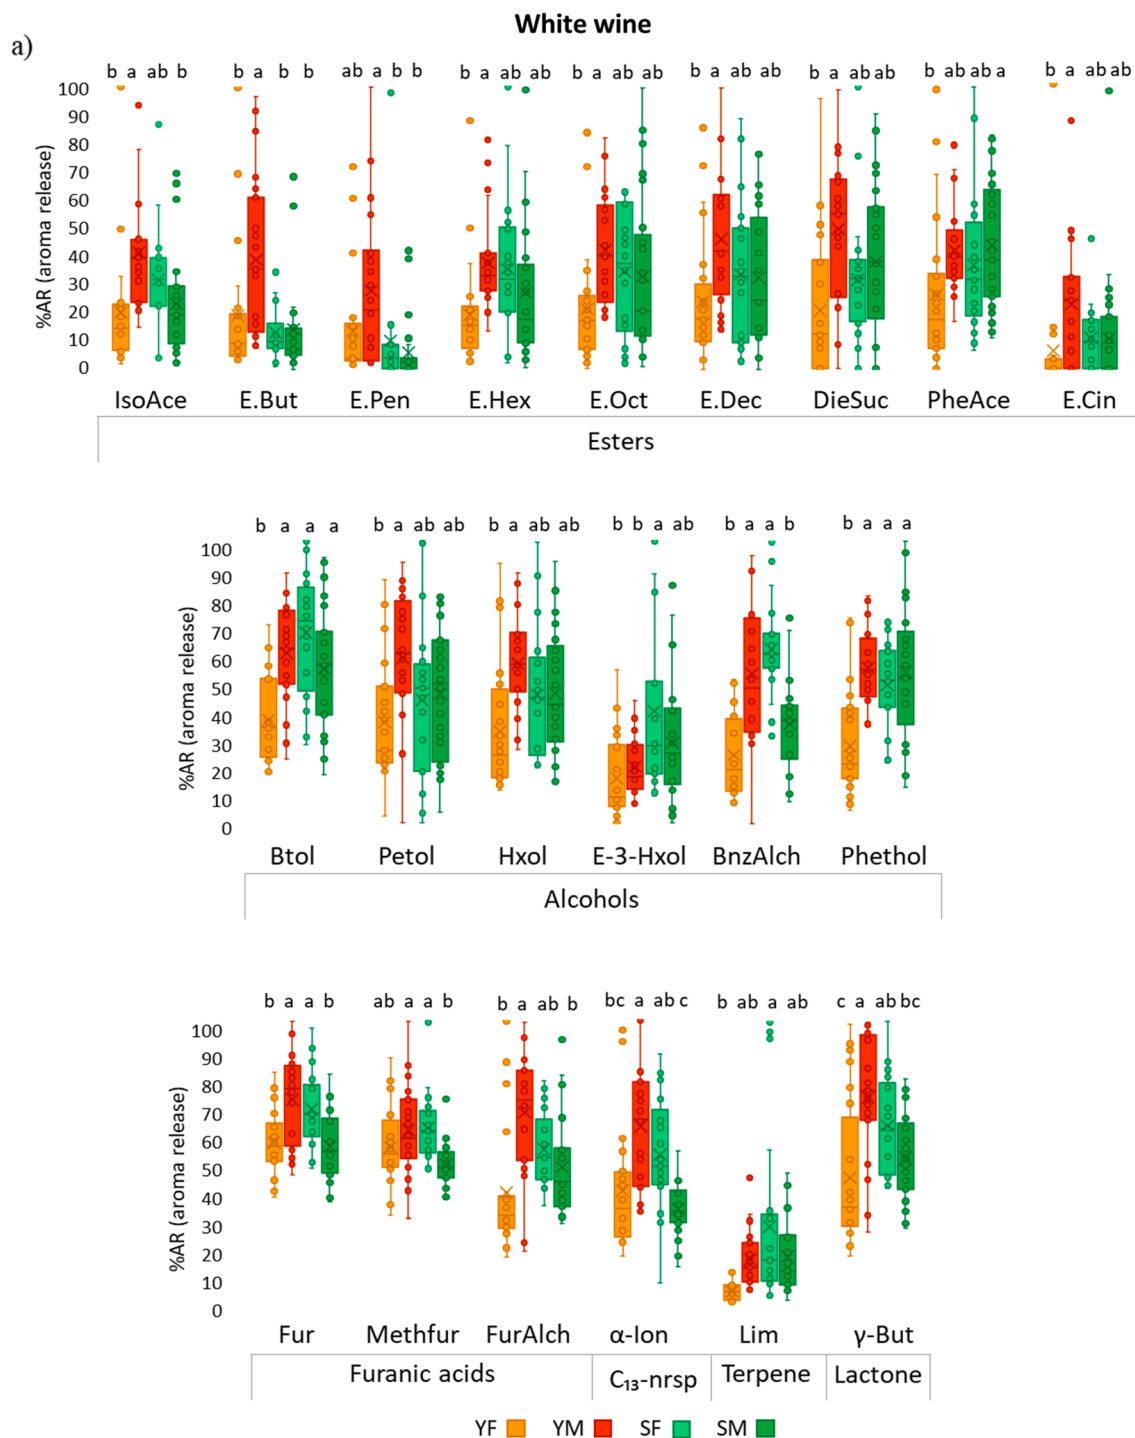 White wine
a)
b a ab b b a b b ab a b b b a ab ab b a ab ab b a ab ab b a ab ab b ab ab a b a ab ab
%AR (aroma release)
100
90
80
70
60
50
40
30
20
10
0
IsoAce E.But E.Pen E.Hex E.Oct E.Dec DieSuc PheAce E.Cin
Esters
b a a a b a ab ab b a ab ab b b a ab b a a b b a a a
%AR (aroma release)
100
90
80
70
60
50
40
30
20
10
0
Btol Petol Hxol E-3-Hxol BnzAlch Phethol
Alcohols
b a a b ab a a b b a ab b bc a ab c b ab a ab c a ab bc
%AR (aroma release)
100
90
80
70
60
50
40
30
20
10
0
Fur Methfur FurAlch α-Ion Lim γ-But
Furanic acids C₁₃-nrsp Terpene Lactone
YF YM SF SM